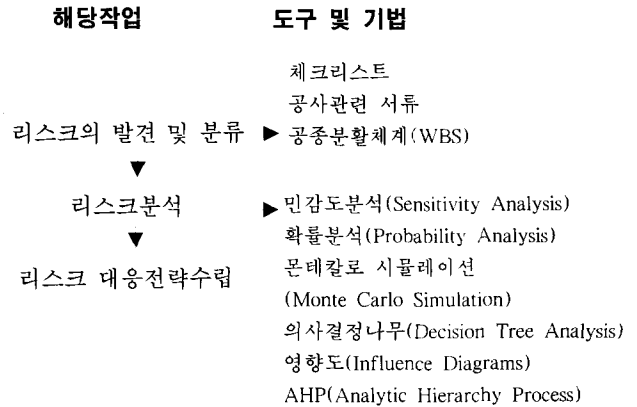 해당작업 도구 및 기법
체크리스트
공사관련 서류
리스크의 발견 및 분류 ▶ 공종분활체계(WBS)
▼
리스크분석 ▶ 민감도분석(Sensitivity Analysis)
▼ 확률분석(Probability Analysis)
리스크 대응전략수립 몬테칼로 시뮬레이션
(Monte Carlo Simulation)
의사결정나무(Decision Tree Analysis)
영향도(Influence Diagrams)
AHP(Analytic Hierarchy Process)